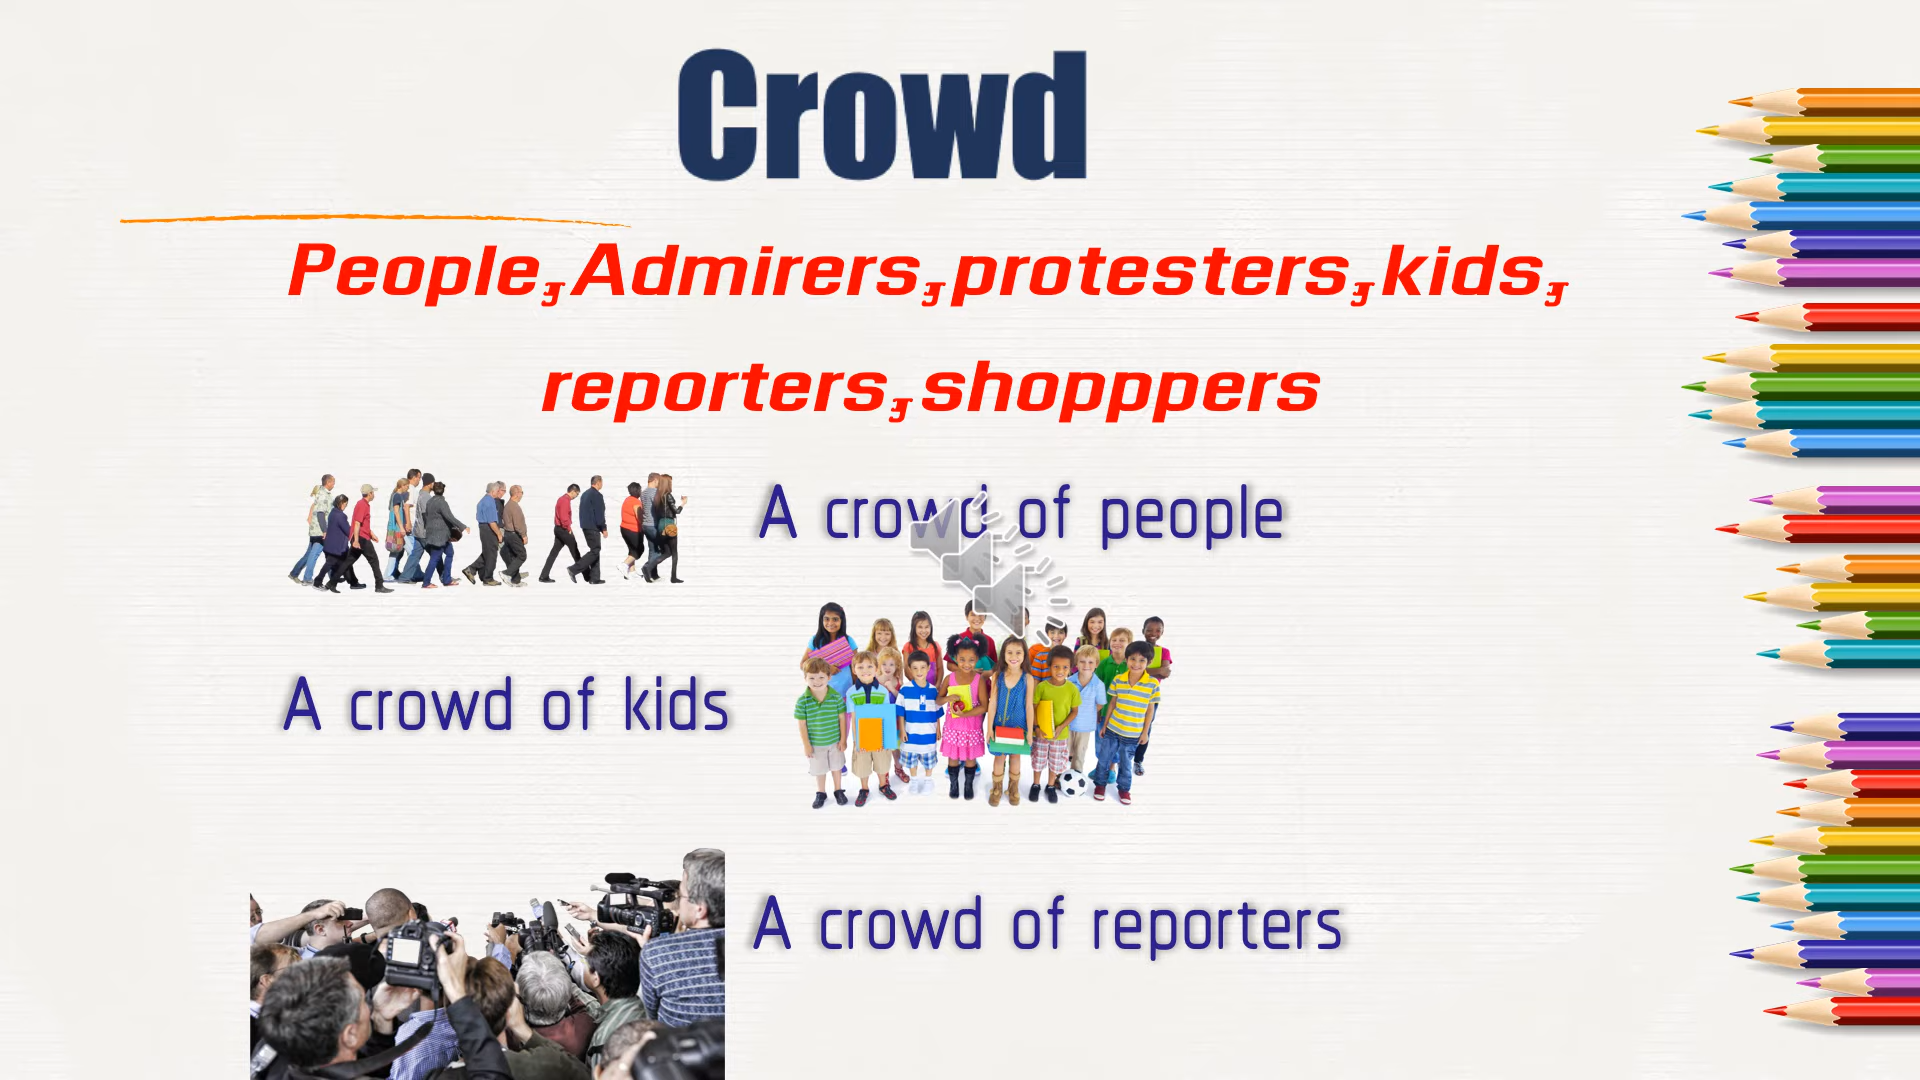 Crowd
People,Admirers,protesters,kids,
reporters,shopppers
A crowd of people
A crowd of kids
A crowd of reporters